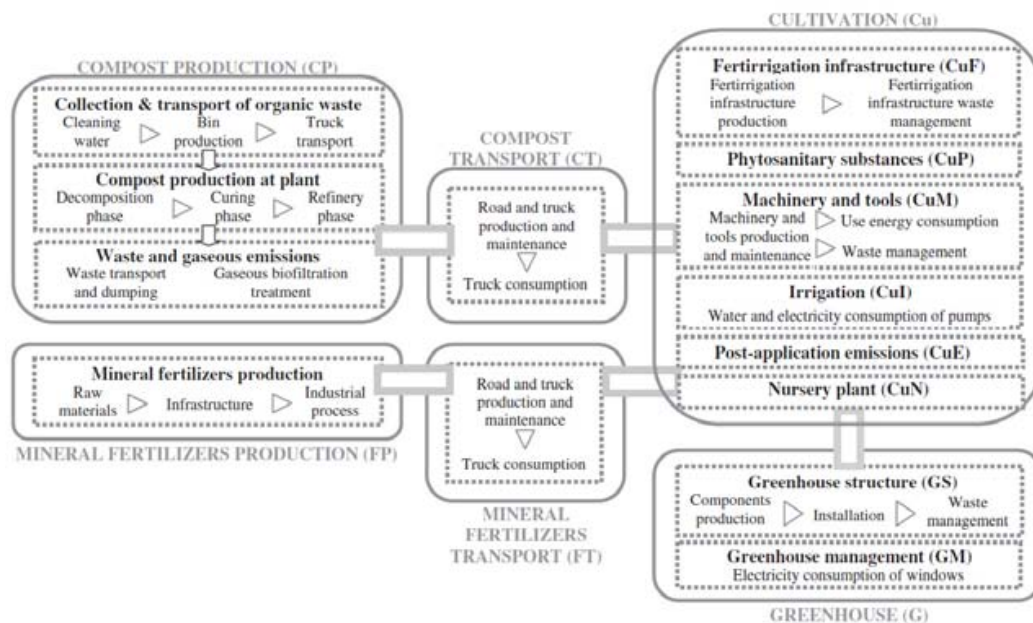 COMPOST PRODUCTION (CP)
Collection & transport of organic waste
Cleaning water
Bin production
Truck transport
Compost production at plant
Decomposition phase
Curing phase
Refinery phase
Waste and gaseous emissions
Waste transport and dumping
Gaseous biofiltration treatment
Mineral fertilizers production
Raw materials
Infrastructure
Industrial process
MINERAL FERTILIZERS PRODUCTION (FP)
COMPOST
TRANSPORT (CT)
Road and truck
production and
maintenance
Truck consumption
Road and truck
production and
maintenance
Truck consumption
MINERAL
FERTILIZERS
TRANSPORT (FT)
CULTIVATION (Cu)
Fertirrigation infrastructure (CuF)
Fertirrigation
infrastructure
production
Fertirrigation
infrastructure waste
management
Phytosanitary substances (CuP)
Machinery and tools (CuM)
Machinery and
tools production
and maintenance
Use energy consumption
Waste management
Irrigation (CuI)
Water and electricity consumption of pumps
Post-application emissions (CuE)
Nursery plant (CuN)
Greenhouse structure (GS)
Components
production
Installation
Waste
management
Greenhouse management (GM)
Electricity consumption of windows
GREENHOUSE (G)